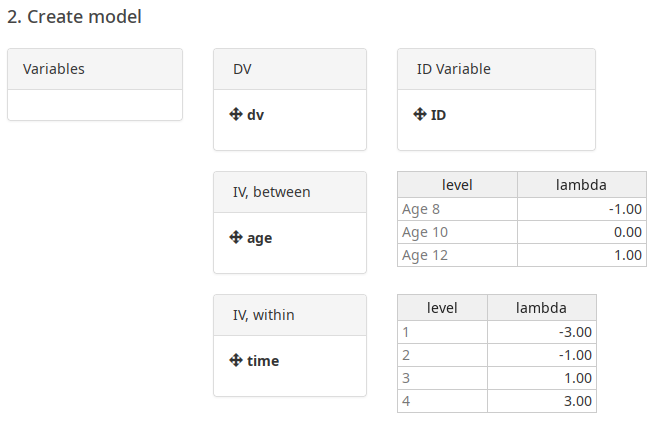 2. Create model
Variables
DV
ID Variable
dv
ID
IV, between
age
level lambda
Age 8 -1.00
Age 10 0.00
Age 12 1.00
IV, within
time
level lambda
1 -3.00
2 -1.00
3 1.00
4 3.00